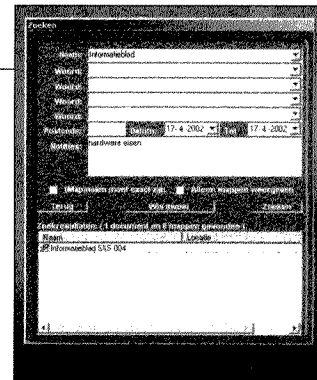 Zoeken
Naam: Informatieblad
Woord:
Woord:
Woord:
Woord:
Datum: 17- 4 -2002 Tot 17- 4 -2002
Notities: hardware eisen
Mapnaam moet exact zijn Alleen mappen weergeven
Terug Wis invoer Zoeken
Zoekresultaten: ( 1 document en 0 mappen gevonden )
Naam Locatie
Informatieblad S&S 004